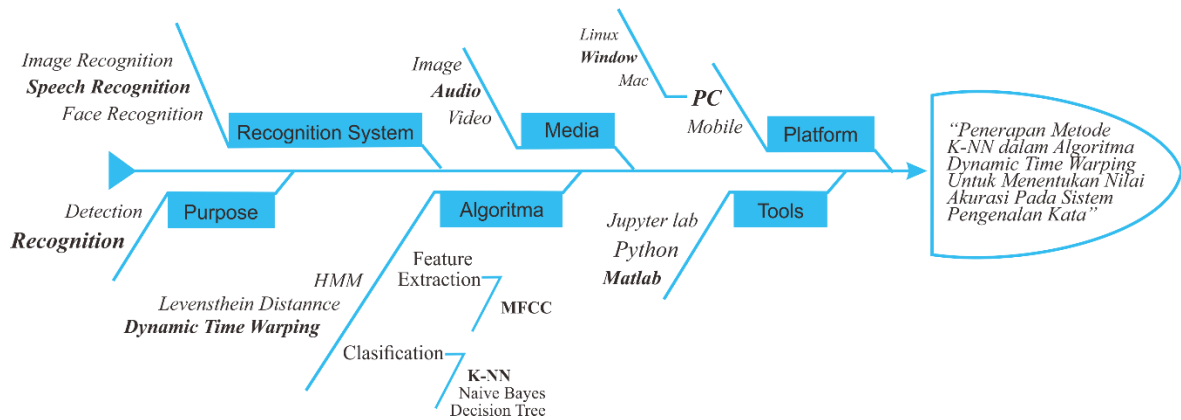 Image Recognition
Speech Recognition
Face Recognition
Recognition System
Image
Audio
Video
Media
Linux
Window
Mac
PC
Mobile
Platform
"Penerapan Metode
K-NN dalam Algoritma
Dynamic Time Warping
Untuk Menentukan Nilai
Akurasi Pada Sistem
Pengenalan Kata"
Detection
Recognition
Purpose
HMM
Levensthein Distannce
Dynamic Time Warping
Algoritma
Feature
Extraction
MFCC
Clasification
K-NN
Naive Bayes
Decision Tree
Jupyter lab
Python
Matlab
Tools